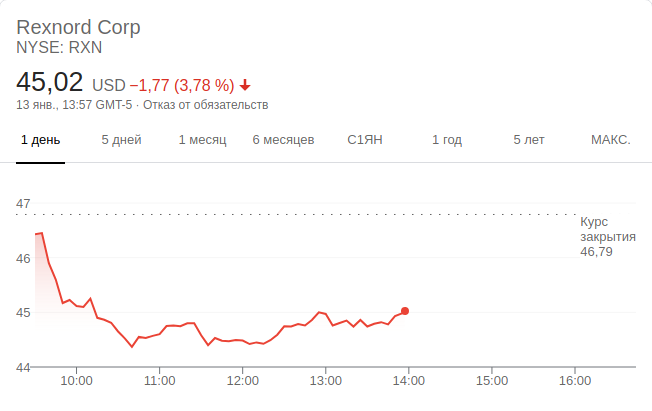 Rexnord Corp
NYSE: RXN
45,02 USD −1,77 (3,78 %)
13 янв., 13:57 GMT-5 · Отказ от обязательств
1 день 5 дней 1 месяц 6 месяцев С1ЯН 1 год 5 лет МАКС.
47
Курс
закрытия
46,79
46
45
44
10:00 11:00 12:00 13:00 14:00 15:00 16:00